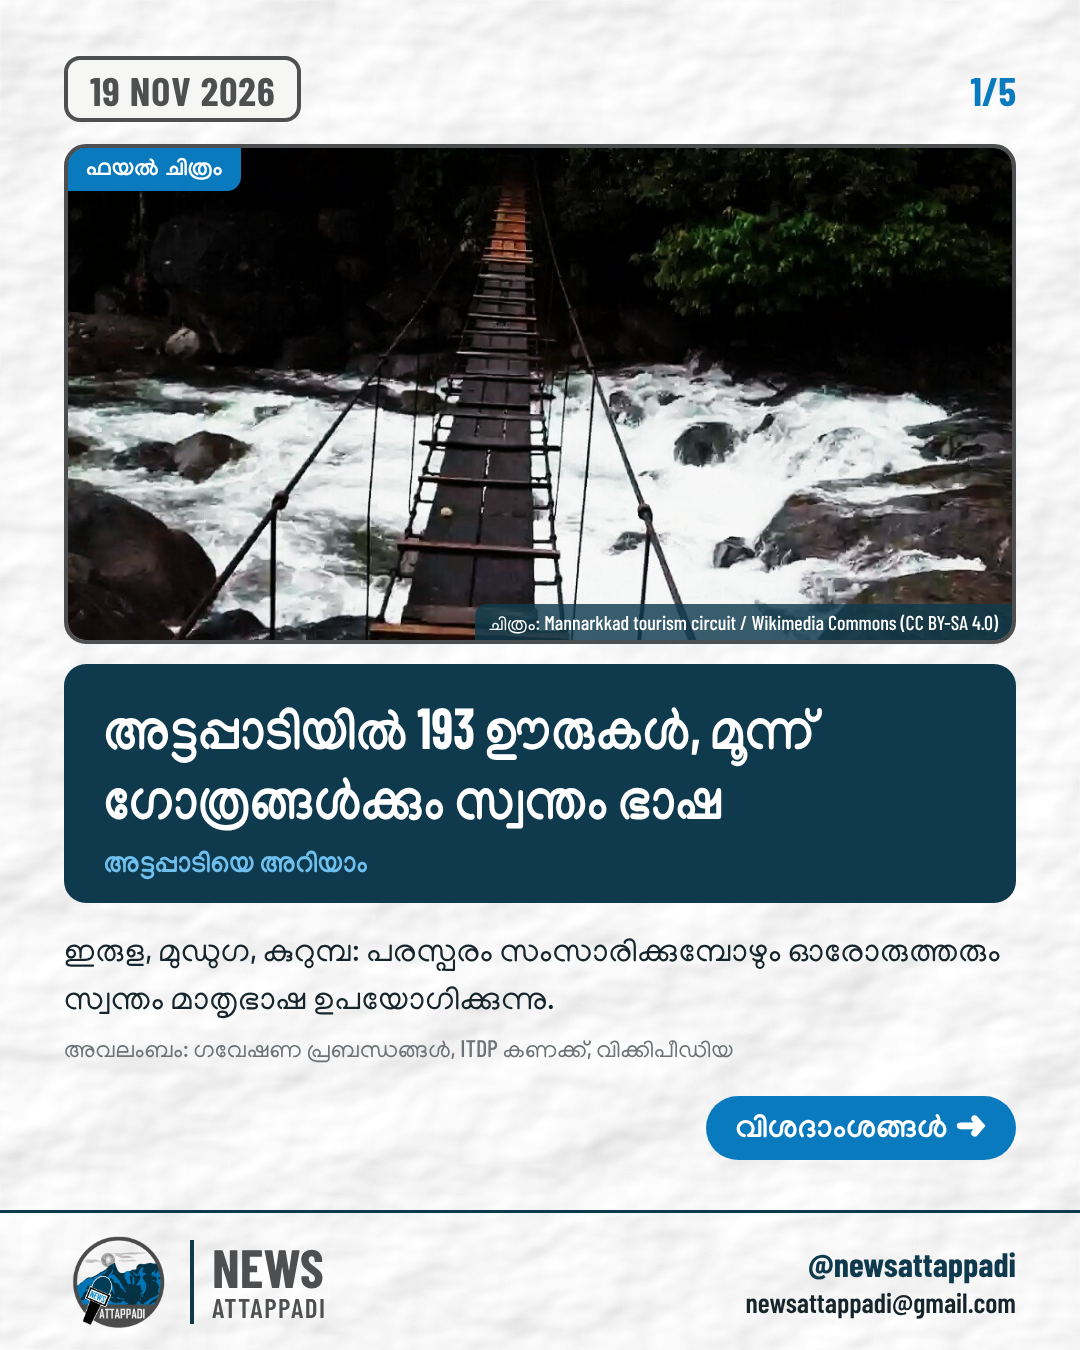 19 NOV 2026
1/5
ഫയൽ ചിത്രം
ചിത്രം: Mannarkkad tourism circuit / Wikimedia Commons (CC BY-SA 4.0)
അട്ടപ്പാടിയിൽ 193 ഊരുകൾ, മൂന്ന്
ഗോത്രങ്ങൾക്കും സ്വന്തം ഭാഷ
അട്ടപ്പാടിയെ അറിയാം
ഇരുള, മുഡുഗ, കുറുമ്പ: പരസ്പരം സംസാരിക്കുമ്പോഴും ഓരോരുത്തരും
സ്വന്തം മാതൃഭാഷ ഉപയോഗിക്കുന്നു.
അവലംബം: ഗവേഷണ പ്രബന്ധങ്ങൾ, ITDP കണക്ക്, വിക്കിപീഡിയ
വിശദാംശങ്ങൾ ➜
NEWS
ATTAPPADI
NEWS
ATTAPPADI
@newsattappadi
newsattappadi@gmail.com